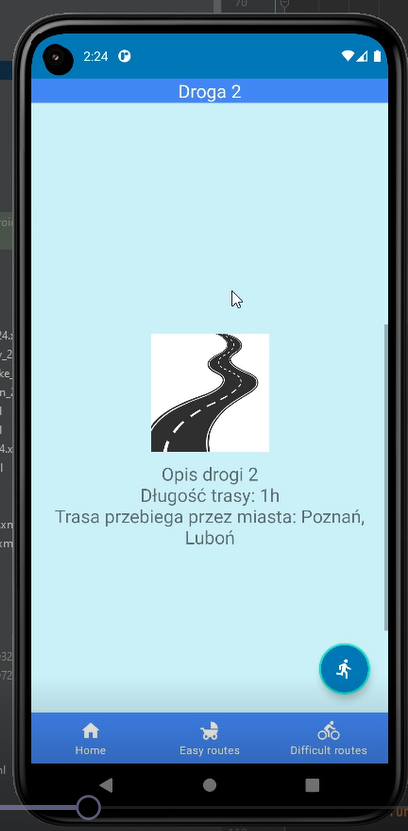 70
2:24
Droga 2
Opis drogi 2
Długość trasy: 1h
Trasa przebiega przez miasta: Poznań,
Luboń
Home
Easy routes
Difficult routes